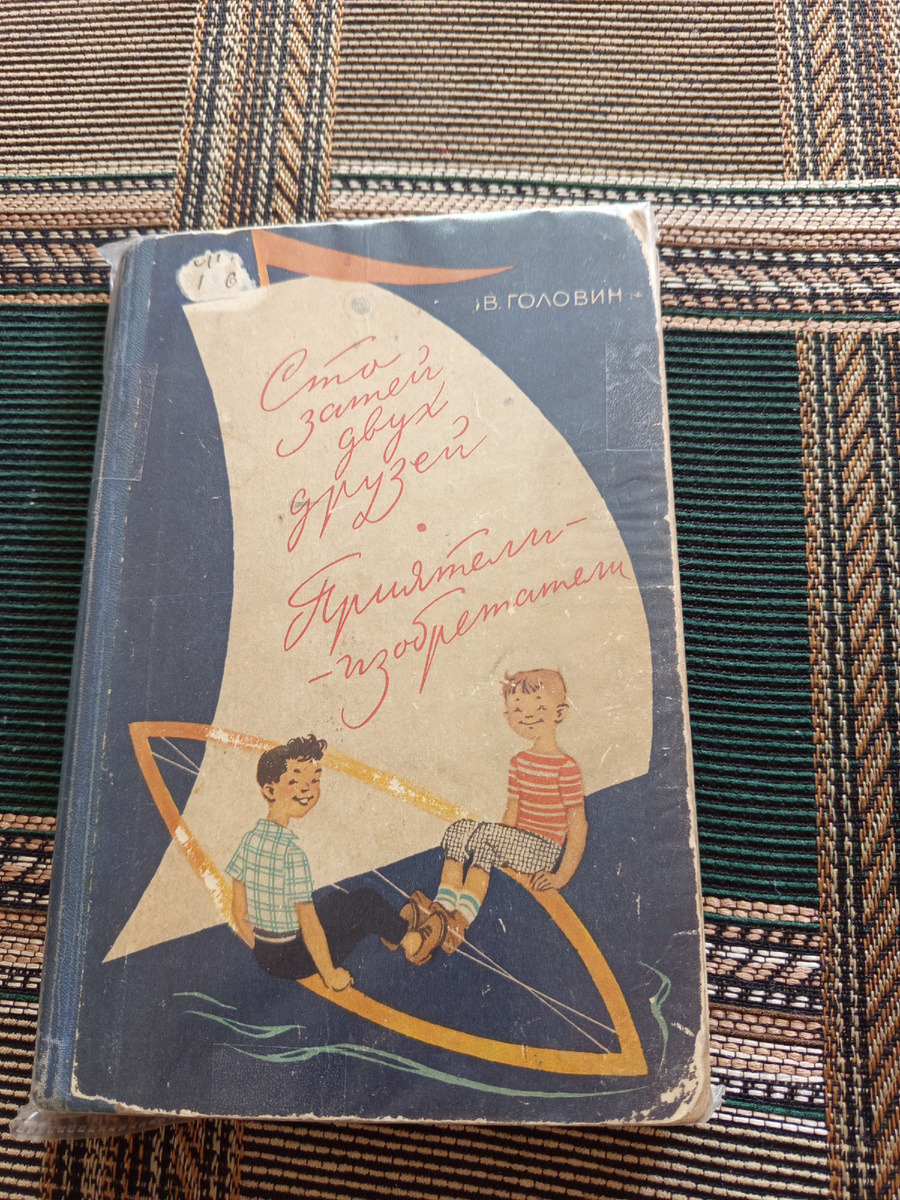 В. ГОЛОВИН
Сто
затей
двух
друзей
Приятели-
-изобретатели